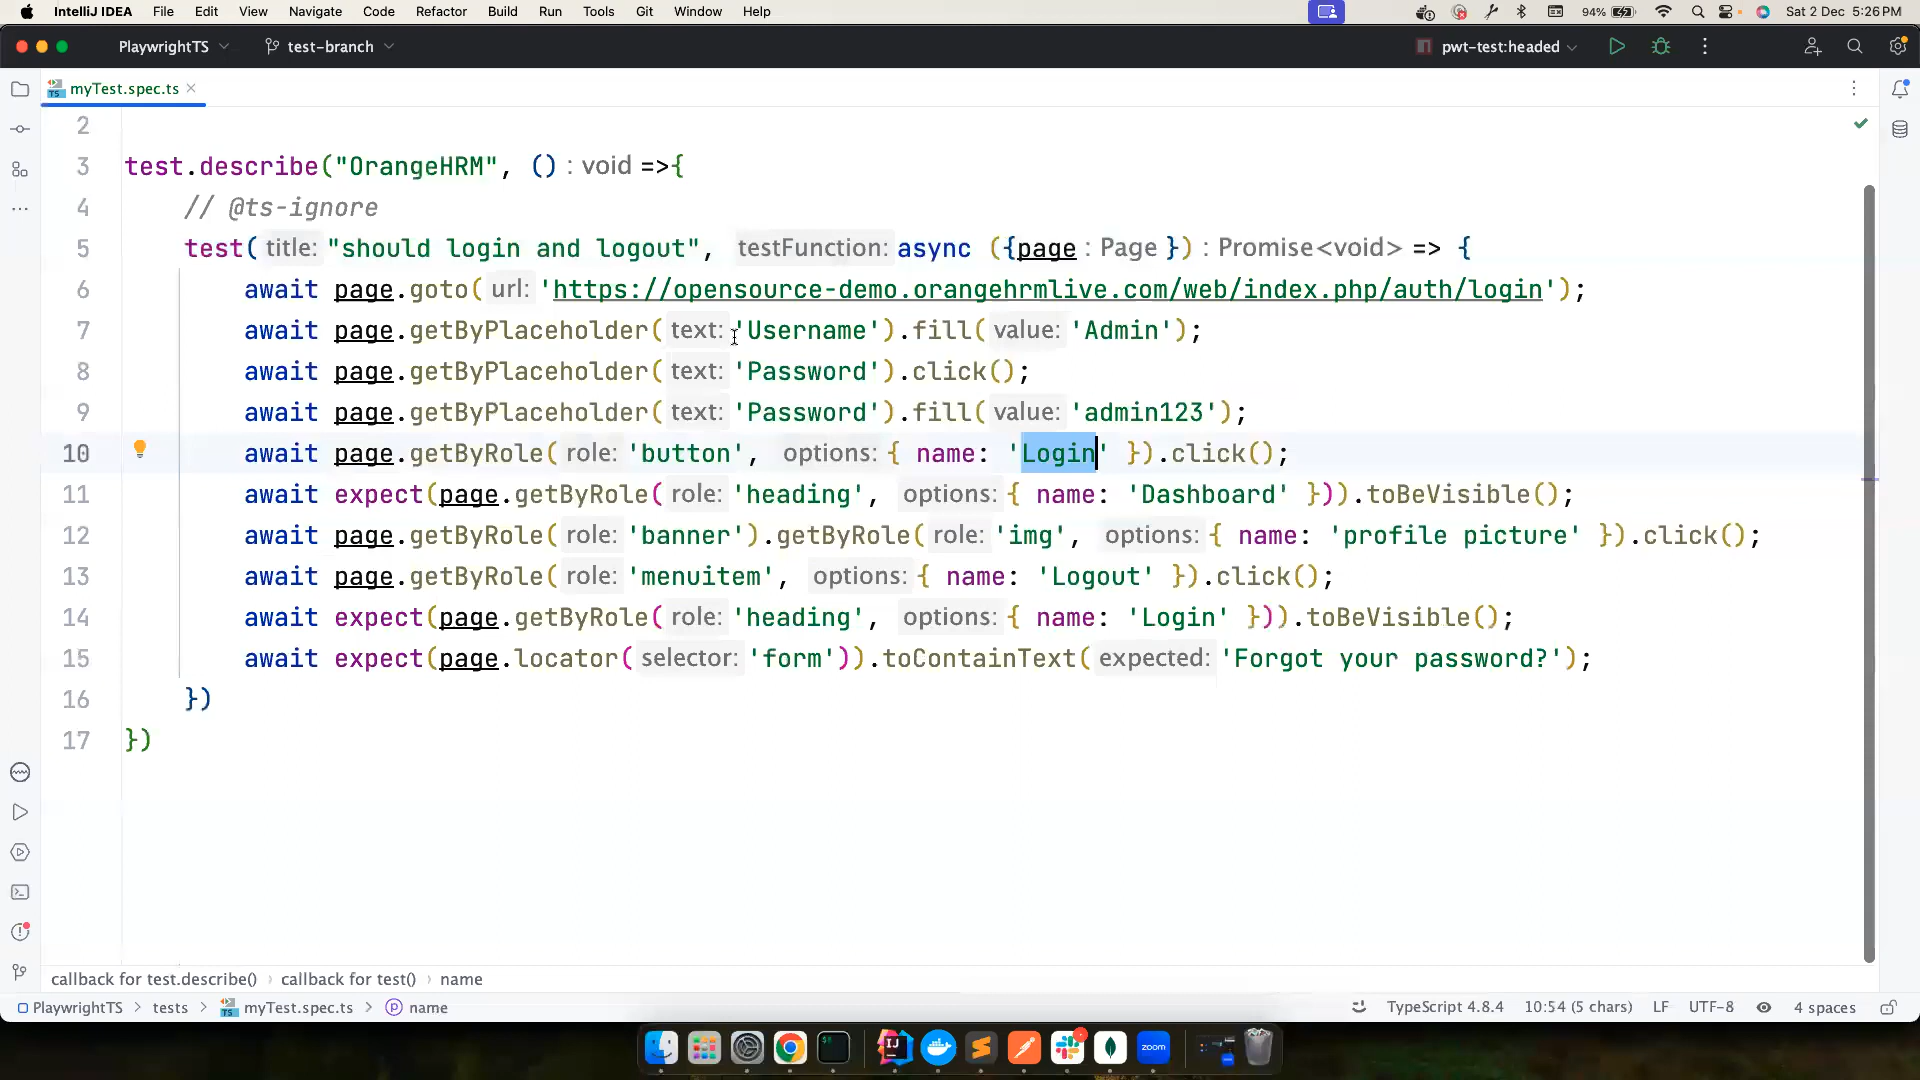 IntelliJ IDEA File Edit View Navigate Code Refactor Build Run Tools Git Window Help 94% Sat 2 Dec 5:26 PM
PlaywrightTS test-branch pwt-test:headed
TS myTest.spec.ts
2
3 test.describe("OrangeHRM", () : void =>{
4 // @ts-ignore
5 test( title: "should login and logout", testFunction: async ({page : Page }) : Promise<void> => {
6 await page.goto( url: 'https://opensource-demo.orangehrmlive.com/web/index.php/auth/login');
7 await page.getByPlaceholder( text: 'Username').fill( value: 'Admin');
8 await page.getByPlaceholder( text: 'Password').click();
9 await page.getByPlaceholder( text: 'Password').fill( value: 'admin123');
10 await page.getByRole( role: 'button', options: { name: 'Login' }).click();
11 await expect(page.getByRole( role: 'heading', options: { name: 'Dashboard' })).toBeVisible();
12 await page.getByRole( role: 'banner').getByRole( role: 'img', options: { name: 'profile picture' }).click();
13 await page.getByRole( role: 'menuitem', options: { name: 'Logout' }).click();
14 await expect(page.getByRole( role: 'heading', options: { name: 'Login' })).toBeVisible();
15 await expect(page.locator( selector: 'form')).toContainText( expected: 'Forgot your password?');
16 })
17 })
callback for test.describe() › callback for test() › name
PlaywrightTS > tests > TS myTest.spec.ts > p name TypeScript 4.8.4 10:54 (5 chars) LF UTF-8 4 spaces
IJ zoom